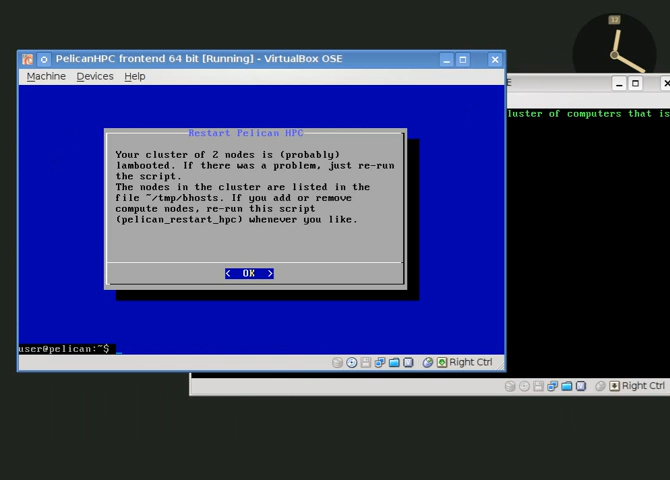 12
PelicanHPC frontend 64 bit [Running] - VirtualBox OSE
Machine Devices Help
E
luster of computers that is
Restart Pelican HPC
Your cluster of 2 nodes is (probably)
lambooted. If there was a problem, just re-run
the script.
The nodes in the cluster are listed in the
file ~/tmp/bhosts. If you add or remove
compute nodes, re-run this script
(pelican_restart_hpc) whenever you like.
< OK >
user@pelican:~$ _
Right Ctrl
Right Ctrl